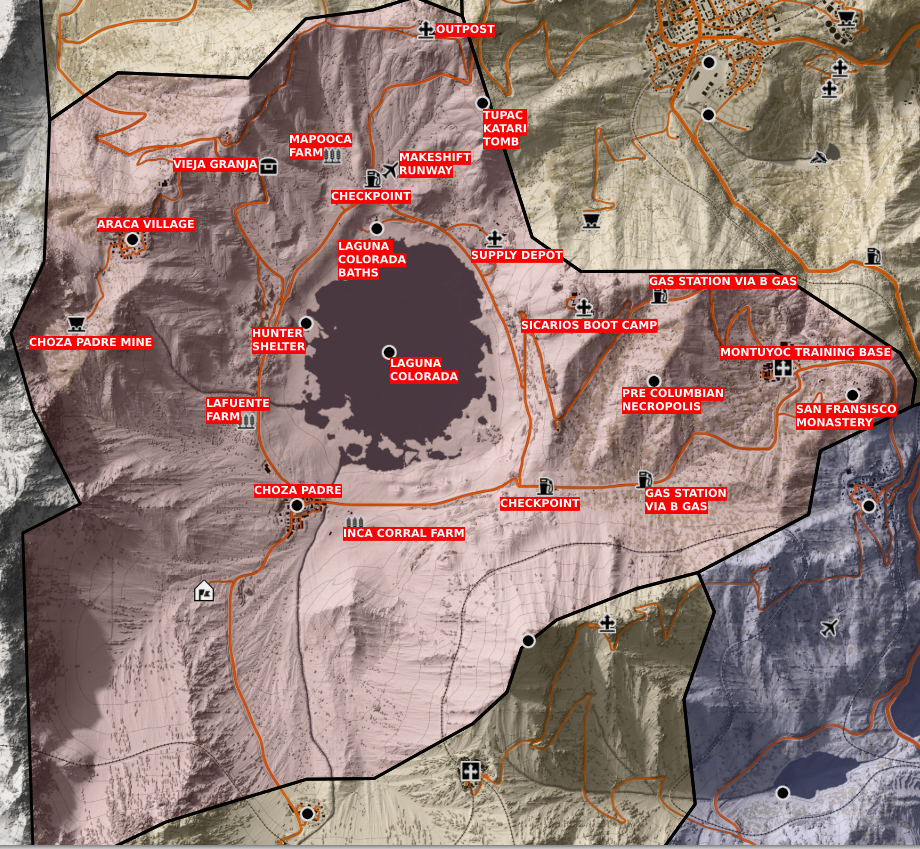 OUTPOST
TUPAC
KATARI
TOMB
MAPOOCA
FARM
MAKESHIFT
RUNWAY
VIEJA GRANJA
CHECKPOINT
ARACA VILLAGE
LAGUNA
COLORADA
BATHS
SUPPLY DEPOT
GAS STATION VIA B GAS
SICARIOS BOOT CAMP
CHOZA PADRE MINE
HUNTER
SHELTER
MONTUYOC TRAINING BASE
LAGUNA
COLORADA
PRE COLUMBIAN
NECROPOLIS
LAFUENTE
FARM
SAN FRANSISCO
MONASTERY
CHOZA PADRE
CHECKPOINT
GAS STATION
VIA B GAS
INCA CORRAL FARM